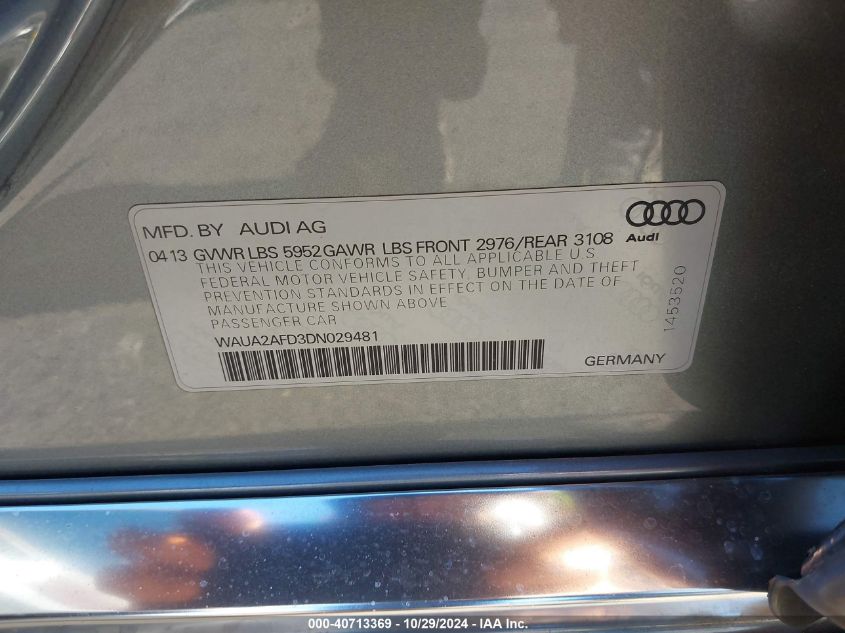 MFD. BY AUDI AG
04 13 GVWR LBS 5952 GAWR LBS FRONT 2976/REAR 3108
Audi
THIS VEHICLE CONFORMS TO ALL APPLICABLE U S
FEDERAL MOTOR VEHICLE SAFETY, BUMPER AND THEFT
PREVENTION STANDARDS IN EFFECT ON THE DATE OF
MANUFACTURE SHOWN ABOVE
PASSENGER CAR
1453520
WAUA2AFD3DN029481
GERMANY
000-40713369 - 10/29/2024 - IAA Inc.